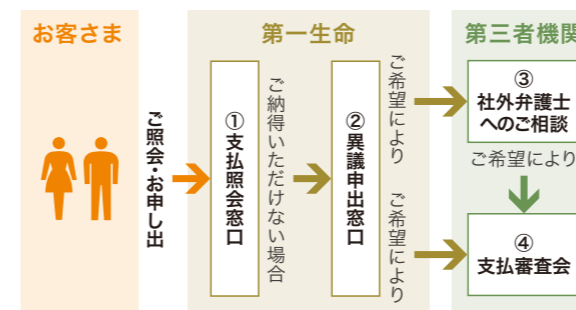 お客さま
ご照会・お申し出
第一生命
①支払照会窓口
ご納得いただけない場合
②異議申出窓口
ご希望により
ご希望により
第三者機関
③
社外弁護士
へのご相談
ご希望により
④
支払審査会